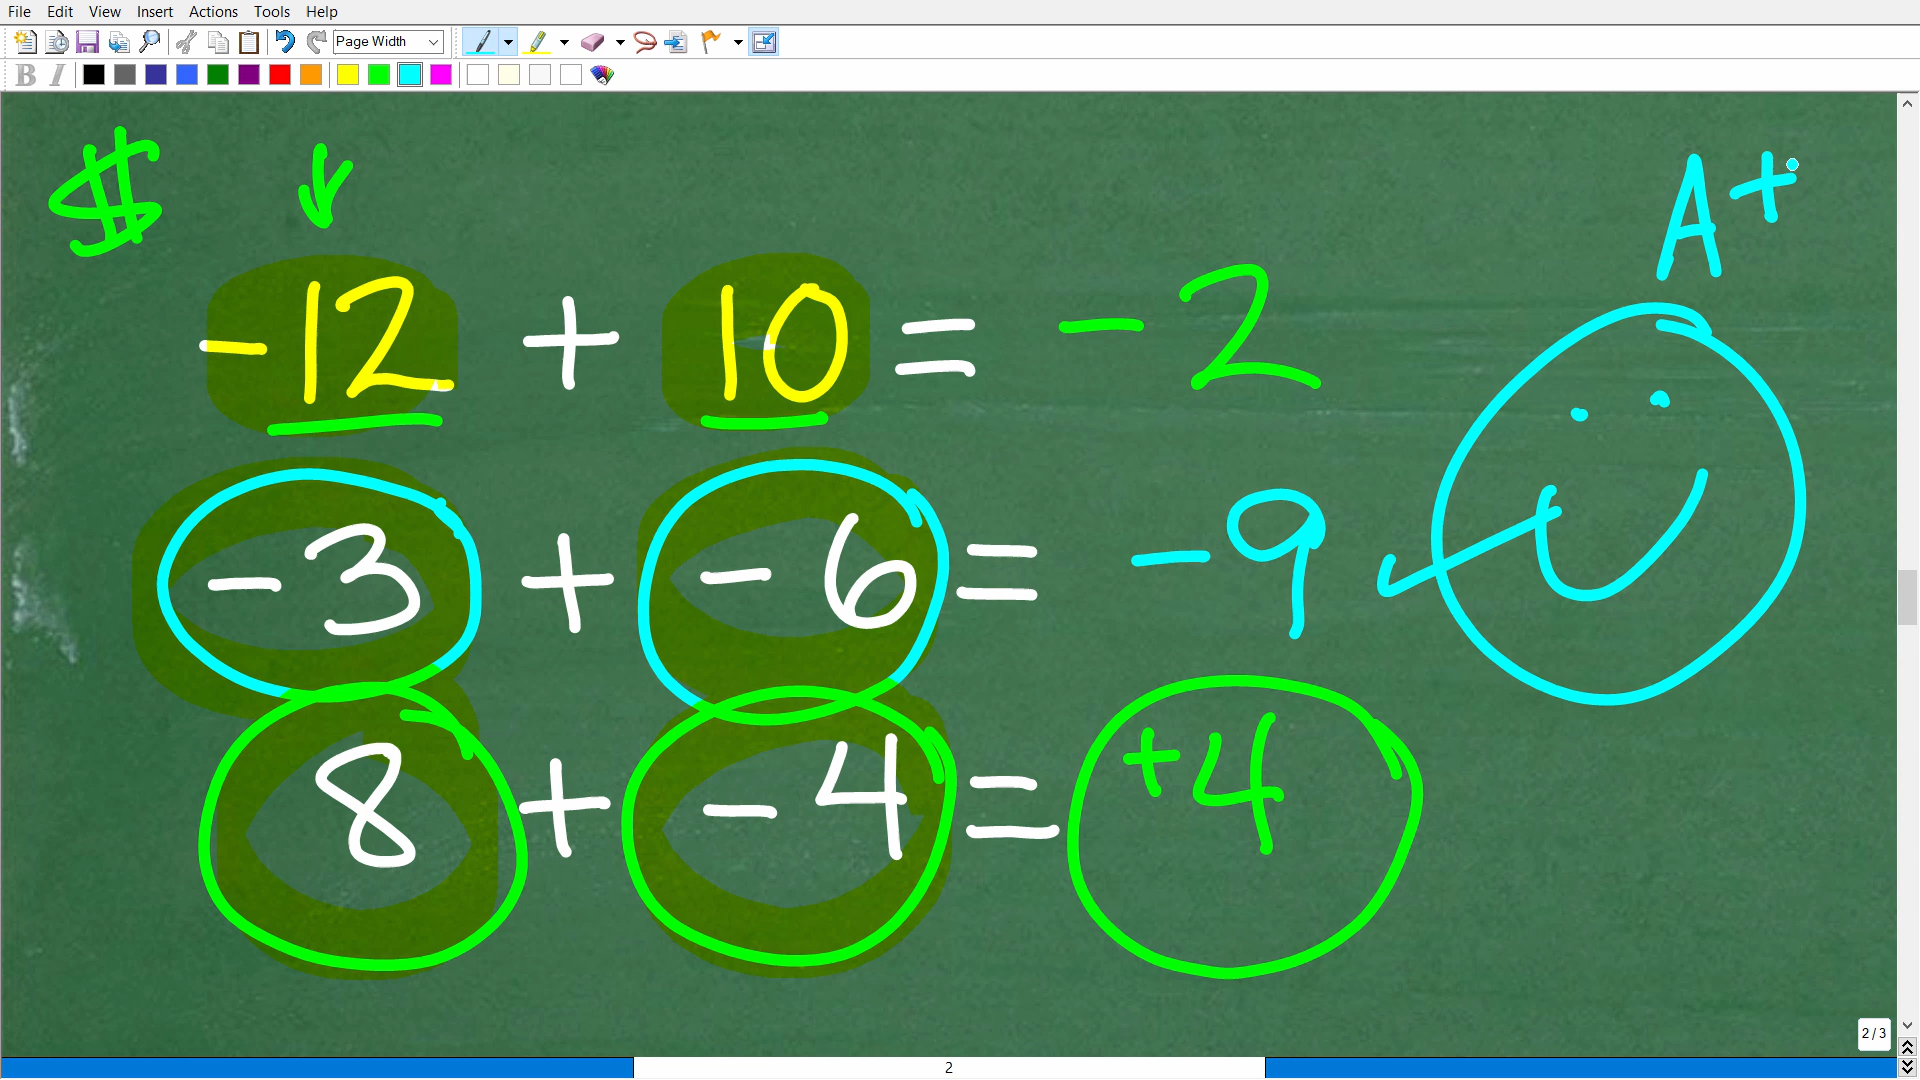 File Edit View Insert Actions Tools Help
Page Width
B I
$
A+
-12 + 10 = -2
-3 + -6 = -9
8 + -4 = +4
2 / 3
2